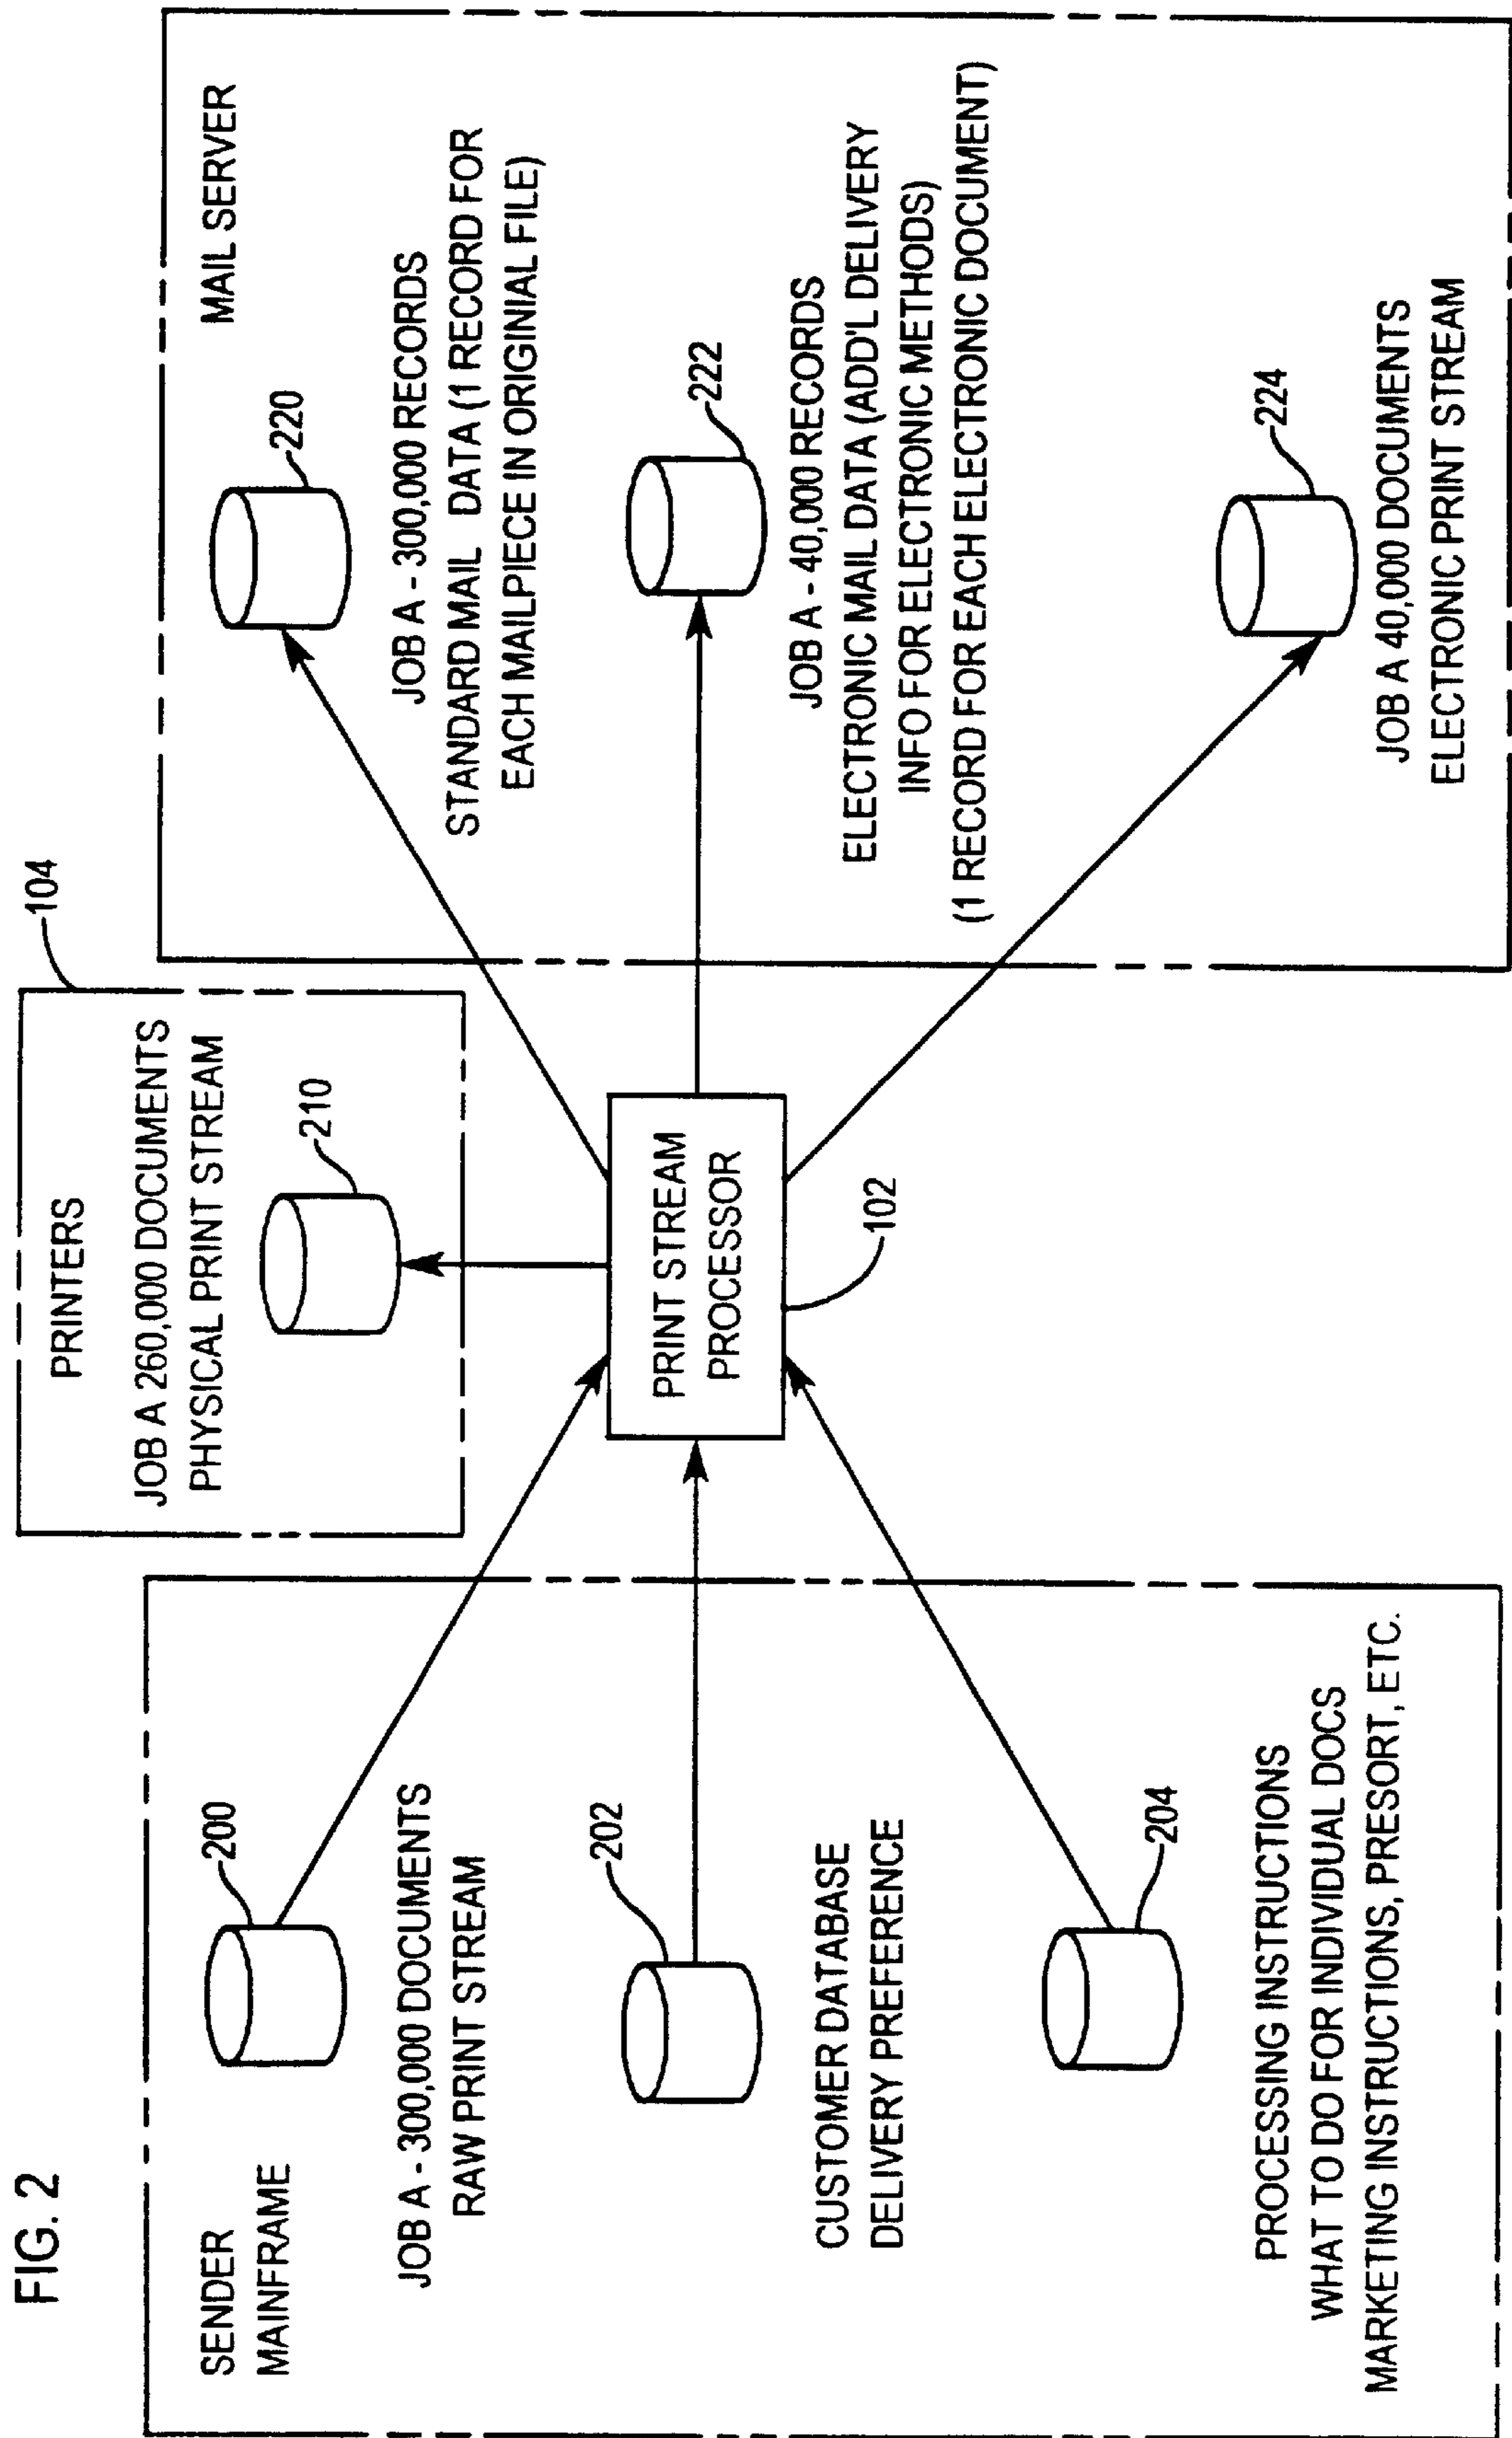 FIG. 2
SENDER
MAINFRAME
200
JOB A - 300,000 DOCUMENTS
RAW PRINT STREAM
202
CUSTOMER DATABASE
DELIVERY PREFERENCE
204
PROCESSING INSTRUCTIONS
WHAT TO DO FOR INDIVIDUAL DOCS
MARKETING INSTRUCTIONS, PRESORT, ETC.
PRINTERS
104
JOB A 260,000 DOCUMENTS
PHYSICAL PRINT STREAM
210
PRINT STREAM
PROCESSOR
102
MAIL SERVER
220
JOB A - 300,000 RECORDS
STANDARD MAIL DATA (1 RECORD FOR
EACH MAILPIECE IN ORIGINIAL FILE)
222
JOB A - 40,000 RECORDS
ELECTRONIC MAIL DATA (ADD'L DELIVERY
INFO FOR ELECTRONIC METHODS)
(1 RECORD FOR EACH ELECTRONIC DOCUMENT)
224
JOB A 40,000 DOCUMENTS
ELECTRONIC PRINT STREAM